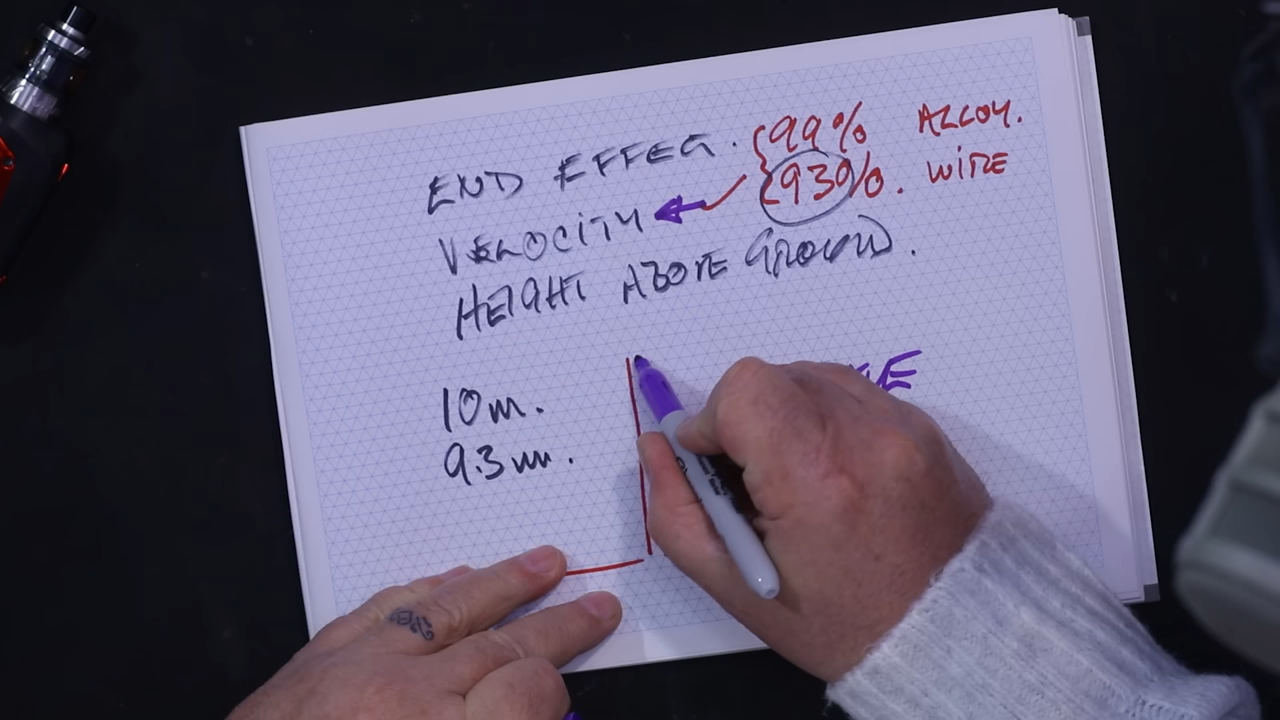 END EFFECT. 99% ALLOY.
VELOCITY 93%. WIRE
HEIGHT ABOVE GROUND.
10m.
9.3m.